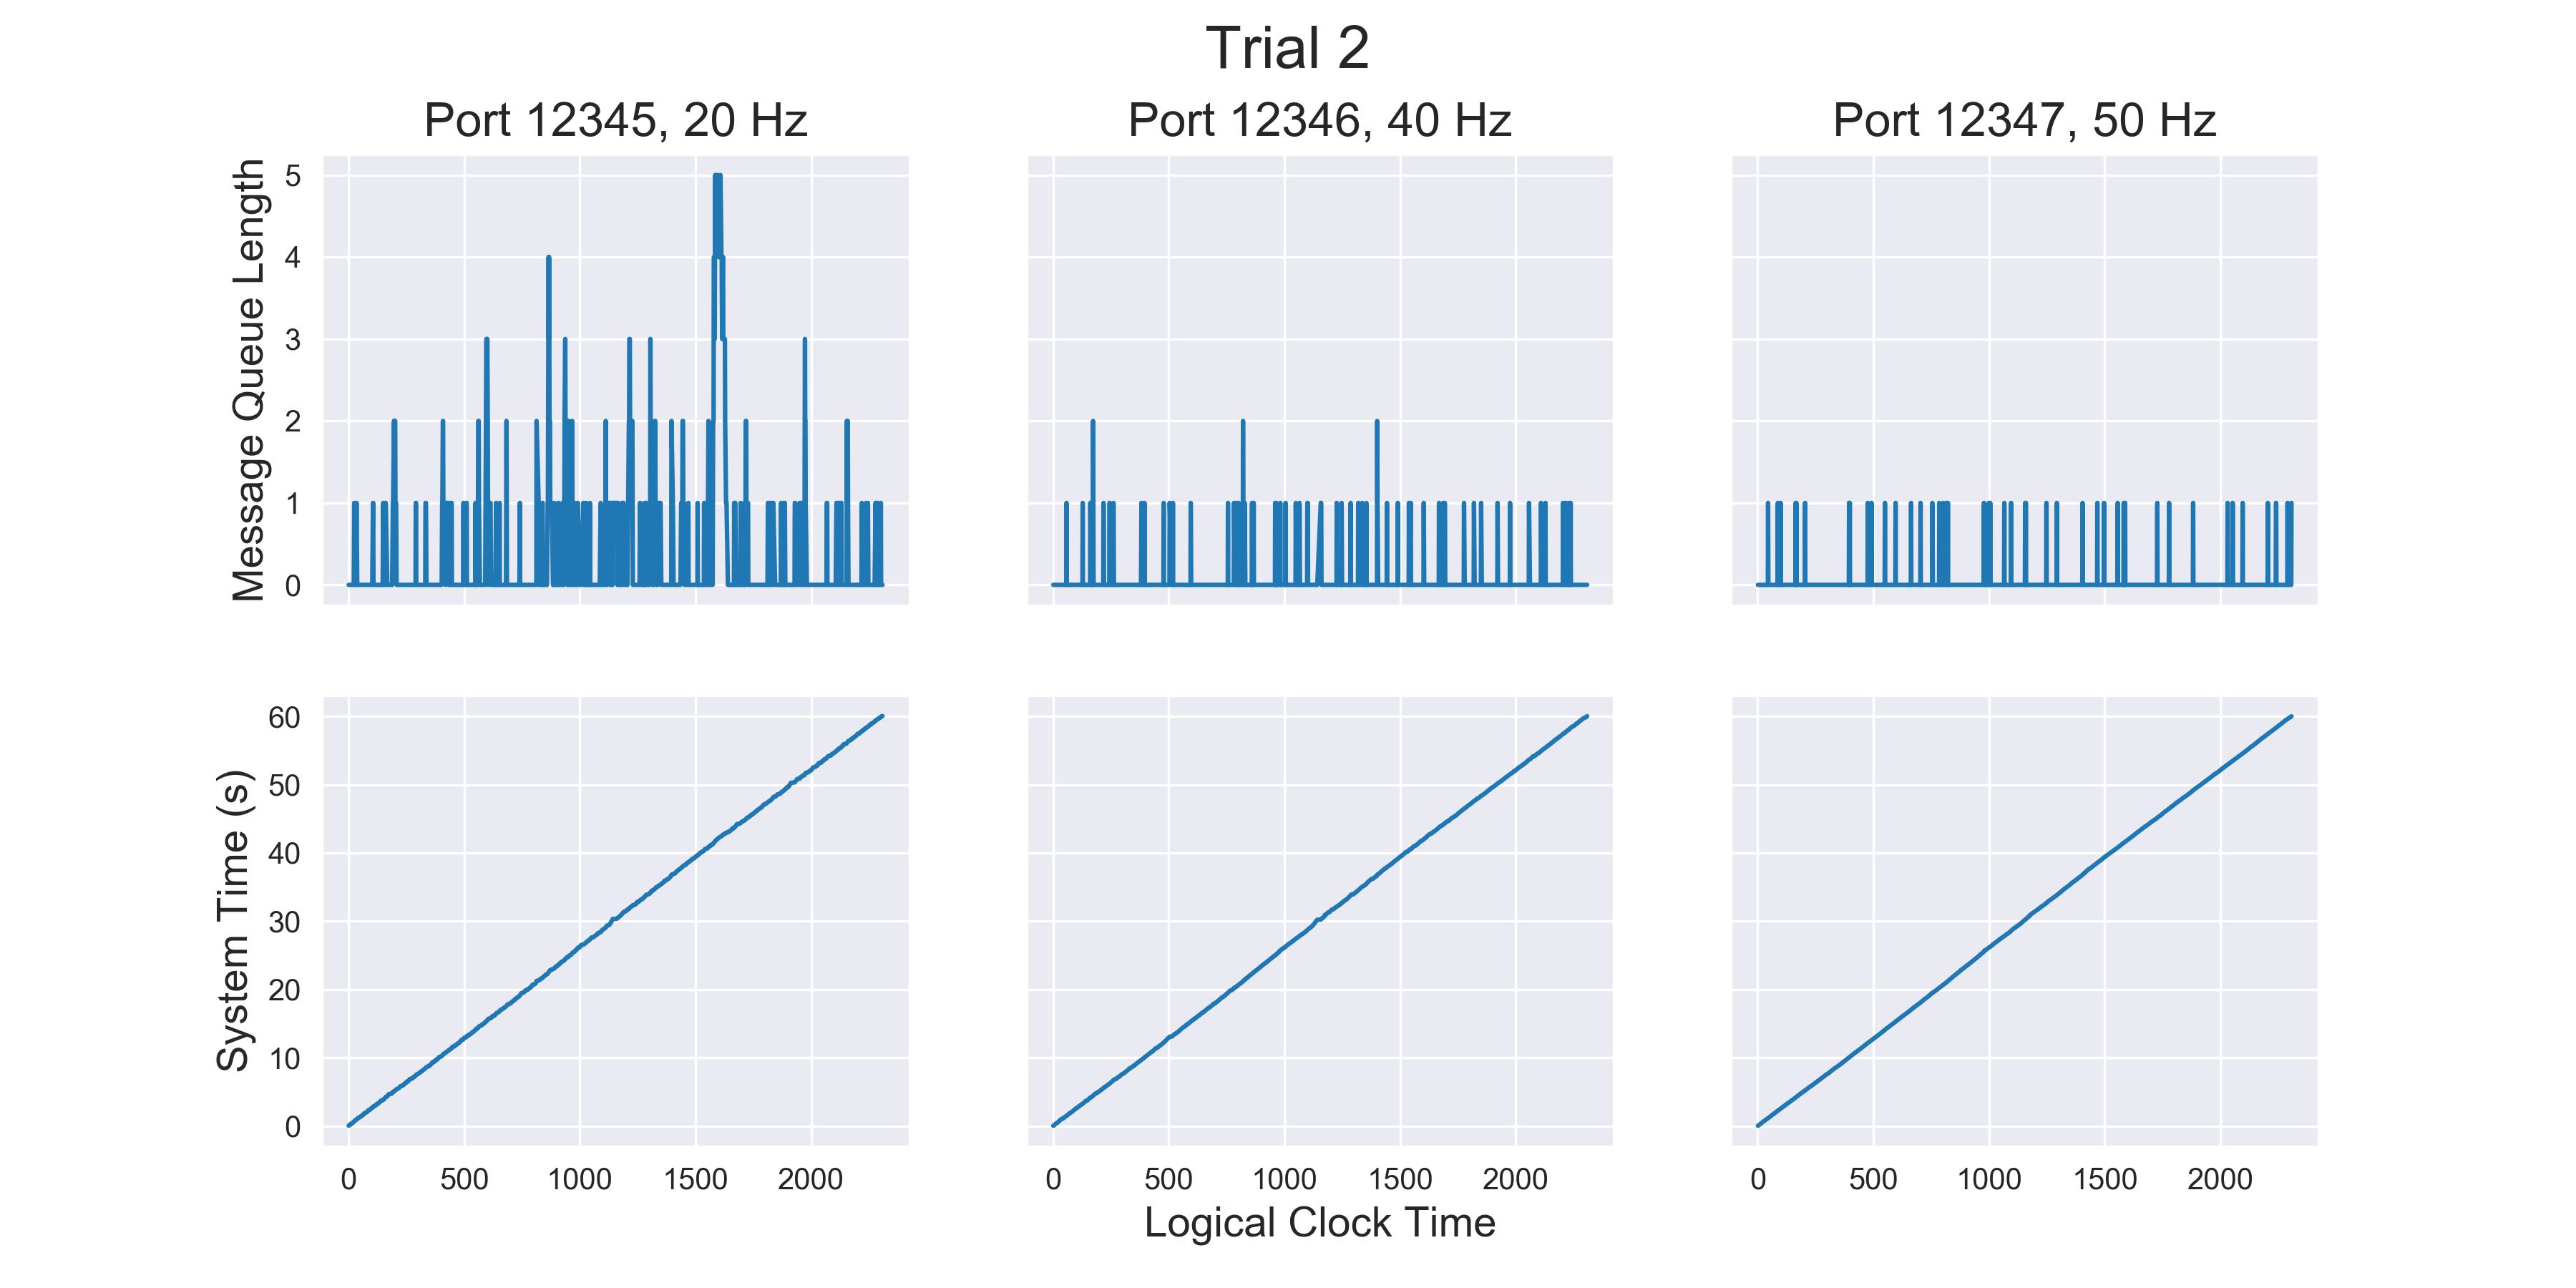 Trial 2
Port 12345, 20 Hz
Port 12346, 40 Hz
Port 12347, 50 Hz
Message Queue Length
5
4
3
2
1
0
System Time (s)
60
50
40
30
20
10
0
0 500 1000 1500 2000
0 500 1000 1500 2000
0 500 1000 1500 2000
Logical Clock Time